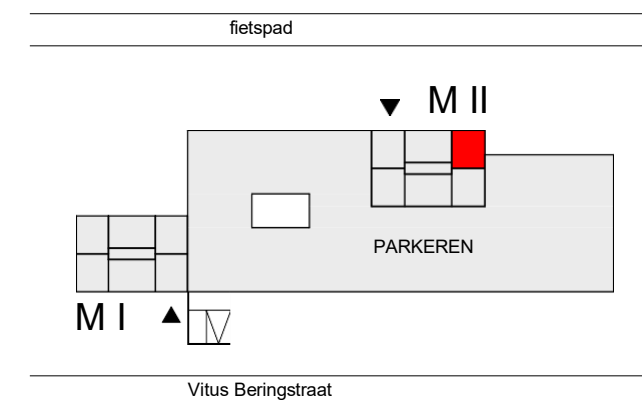 fietspad
M II
PARKEREN
M I
Vitus Beringstraat